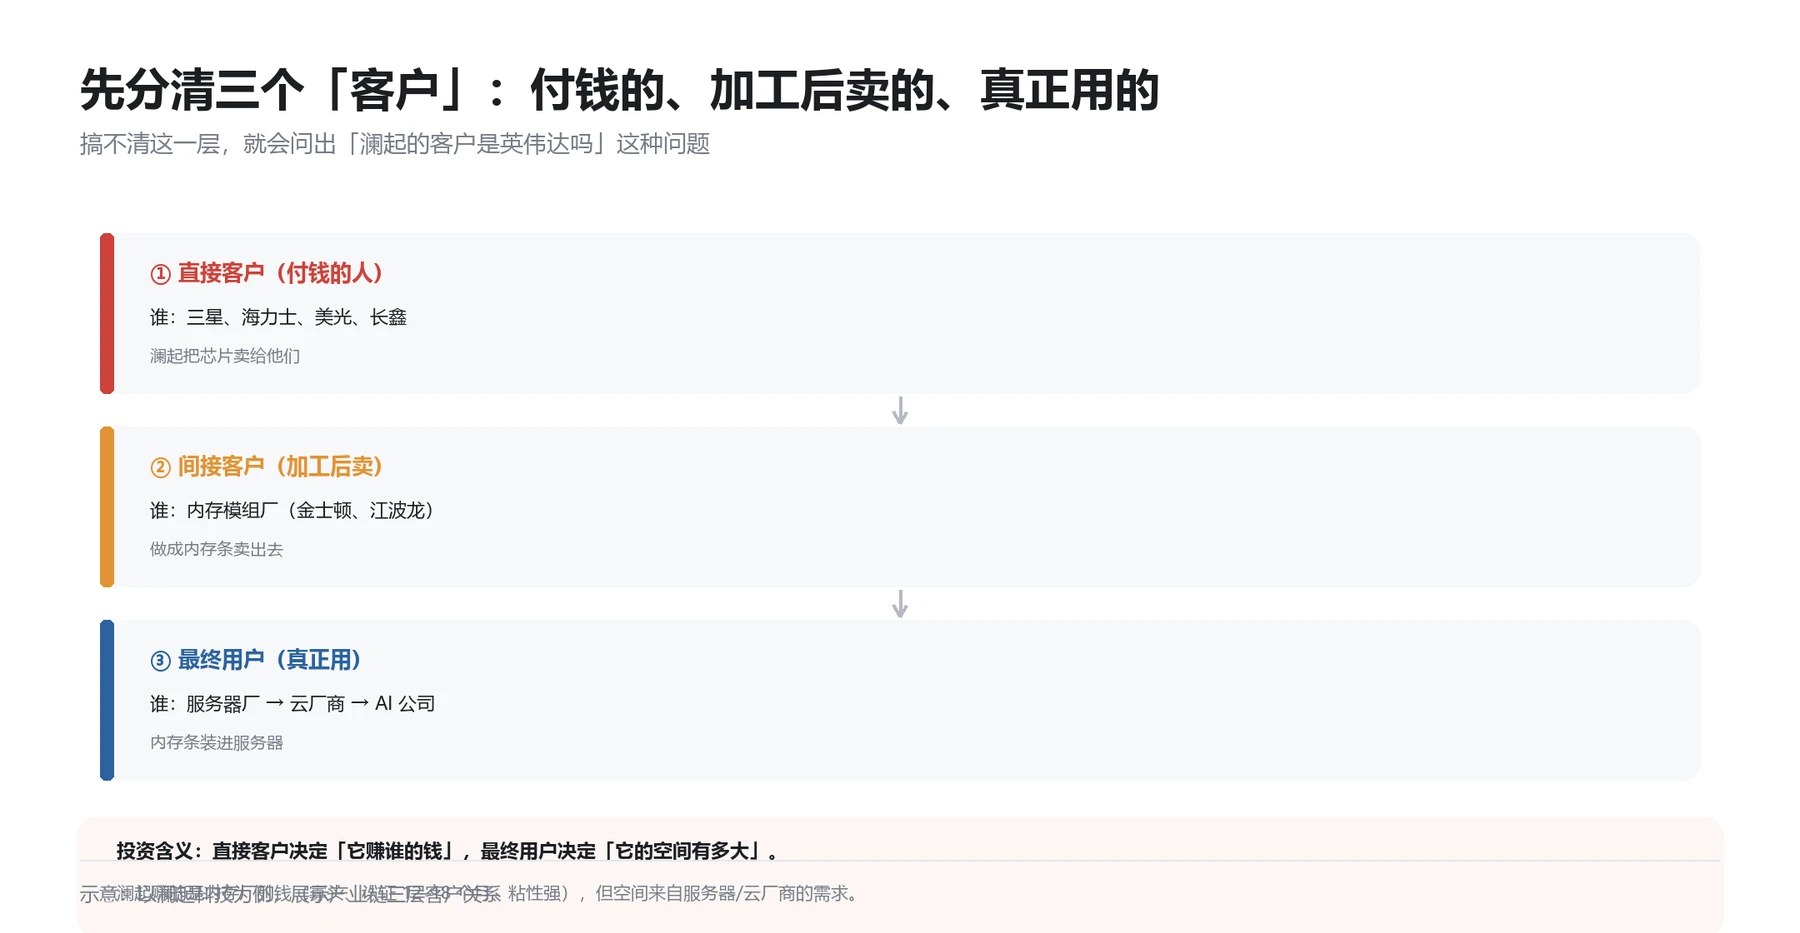 先分清三个「客户」：付钱的、加工后卖的、真正用的
搞不清这一层，就会问出「澜起的客户是英伟达吗」这种问题
① 直接客户（付钱的人）
谁：三星、海力士、美光、长鑫
澜起把芯片卖给他们
② 间接客户（加工后卖）
谁：内存模组厂（金士顿、江波龙）
做成内存条卖出去
③ 最终用户（真正用）
谁：服务器厂 → 云厂商 → AI 公司
内存条装进服务器
投资含义：直接客户决定「它赚谁的钱」，最终用户决定「它的空间有多大」。
粘性强），但空间来自服务器/云厂商的需求。